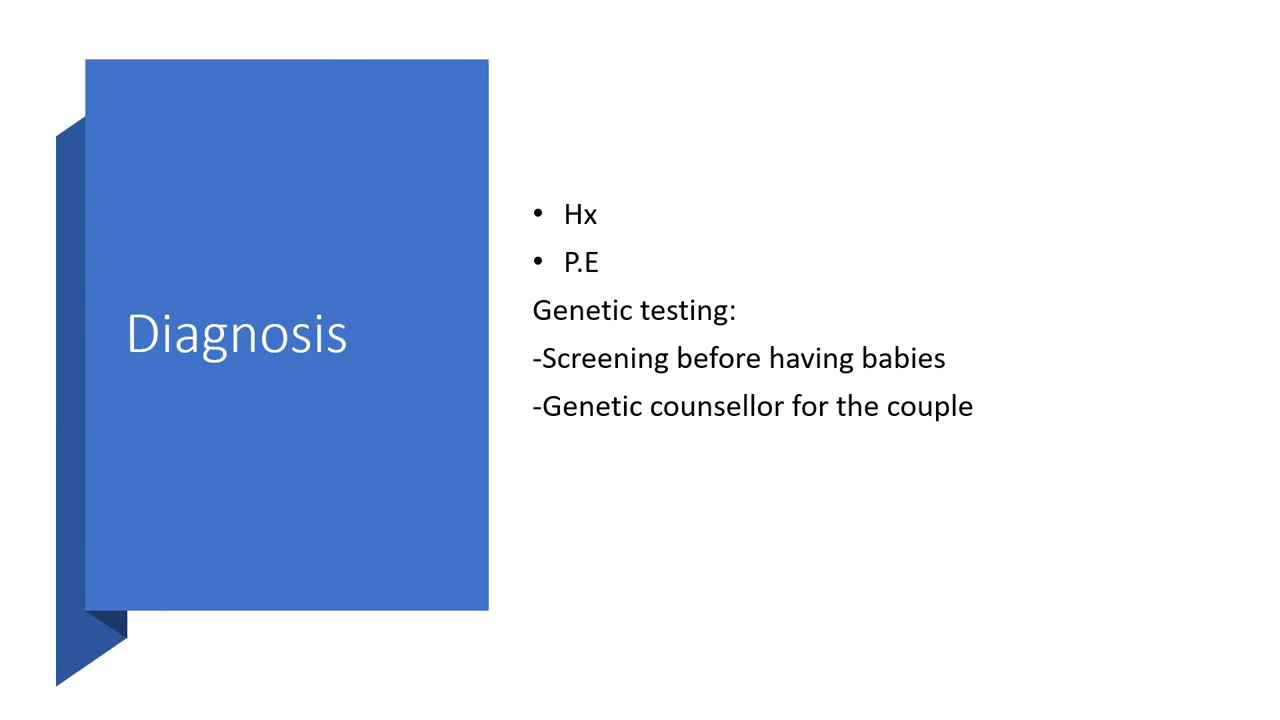 Diagnosis
• Hx
• P.E
Genetic testing:
-Screening before having babies
-Genetic counsellor for the couple